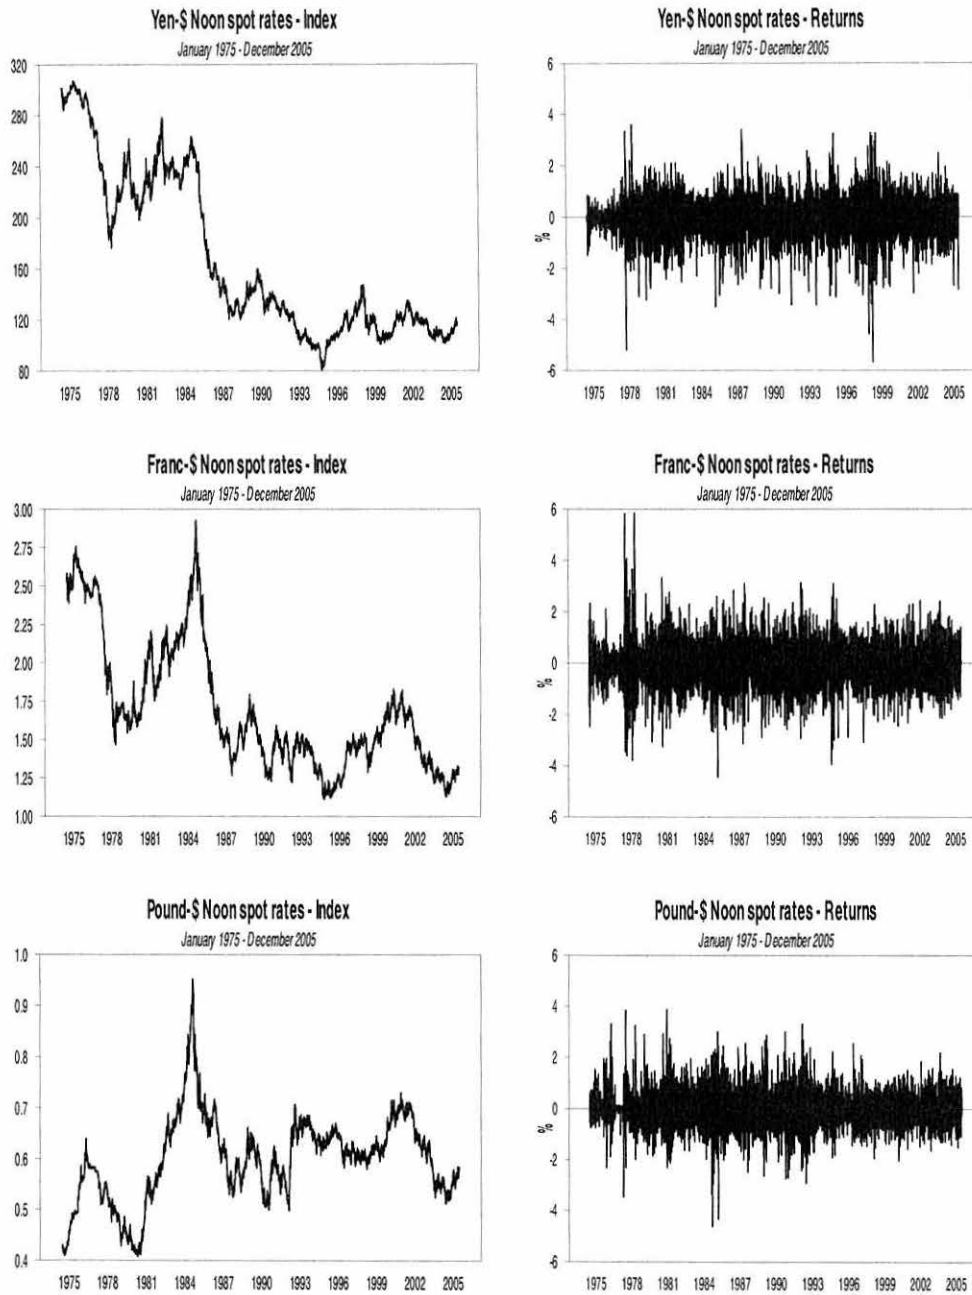 Yen-$ Noon spot rates - Index
January 1975 - December 2005
320
280
240
200
160
120
80
1975 1978 1981 1984 1987 1990 1993 1996 1999 2002 2005
Yen-$ Noon spot rates - Returns
January 1975 - December 2005
6
4
2
0
-2
-4
-6
%
1975 1978 1981 1984 1987 1990 1993 1996 1999 2002 2005
Franc-$ Noon spot rates - Index
January 1975 - December 2005
3.00
2.75
2.50
2.25
2.00
1.75
1.50
1.25
1.00
1975 1978 1981 1984 1987 1990 1993 1996 1999 2002 2005
Franc-$ Noon spot rates - Returns
January 1975 - December 2005
6
4
2
0
-2
-4
-6
%
1975 1978 1981 1984 1987 1990 1993 1996 1999 2002 2005
Pound-$ Noon spot rates - Index
January 1975 - December 2005
1.0
0.9
0.8
0.7
0.6
0.5
0.4
1975 1978 1981 1984 1987 1990 1993 1996 1999 2002 2005
Pound-$ Noon spot rates - Returns
January 1975 - December 2005
6
4
2
0
-2
-4
-6
%
1975 1978 1981 1984 1987 1990 1993 1996 1999 2002 2005